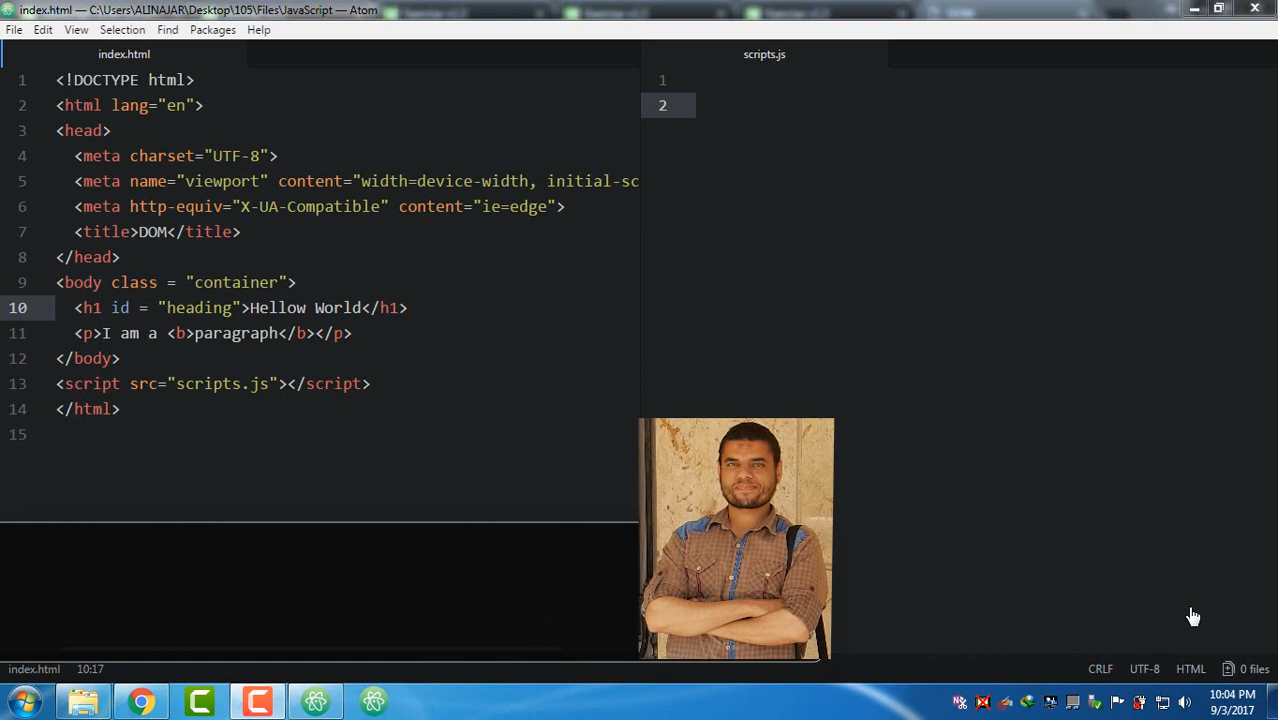 index.html — C:\Users\ALINAJAR\Desktop\105\Files\JavaScript — Atom
File Edit View Selection Find Packages Help
index.html
1 <!DOCTYPE html>
2 <html lang="en">
3 <head>
4 <meta charset="UTF-8">
5 <meta name="viewport" content="width=device-width, initial-sc
6 <meta http-equiv="X-UA-Compatible" content="ie=edge">
7 <title>DOM</title>
8 </head>
9 <body class = "container">
10 <h1 id = "heading">Hellow World</h1>
11 <p>I am a <b>paragraph</b></p>
12 </body>
13 <script src="scripts.js"></script>
14 </html>
15
scripts.js
1
2
index.html 10:17
CRLF UTF-8 HTML 0 files
10:04 PM
9/3/2017